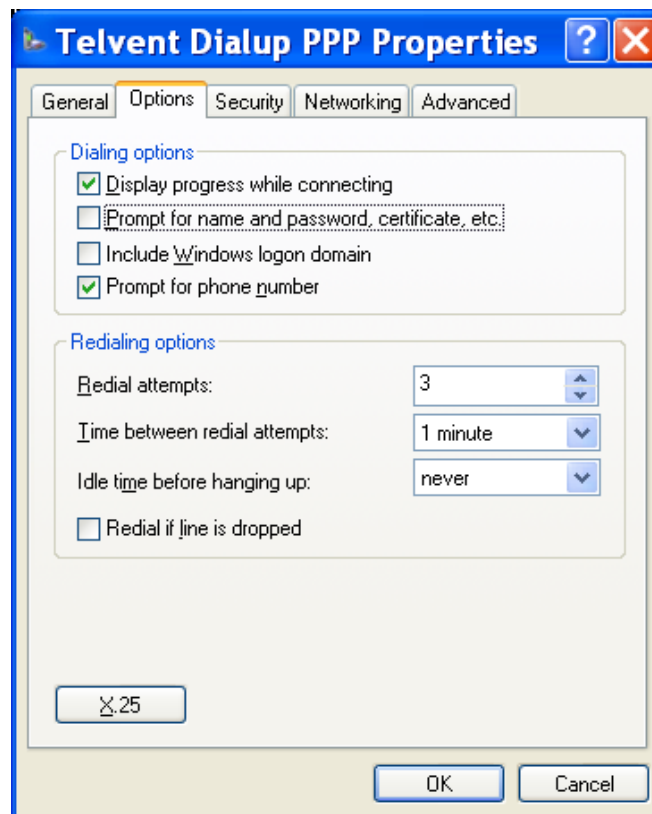 Telvent Dialup PPP Properties
General Options Security Networking Advanced
Dialing options
Display progress while connecting
Prompt for name and password, certificate, etc.
Include Windows logon domain
Prompt for phone number
Redialing options
Redial attempts: 3
Time between redial attempts: 1 minute
Idle time before hanging up: never
Redial if line is dropped
X.25
OK Cancel